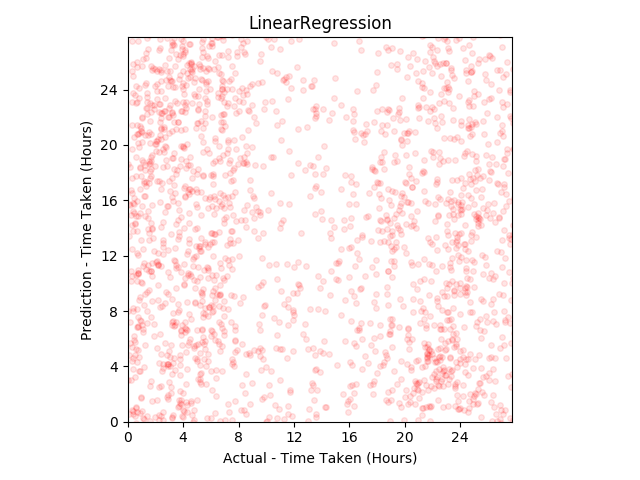 LinearRegression
Prediction - Time Taken (Hours)
24
20
16
12
8
4
0
0 4 8 12 16 20 24
Actual - Time Taken (Hours)